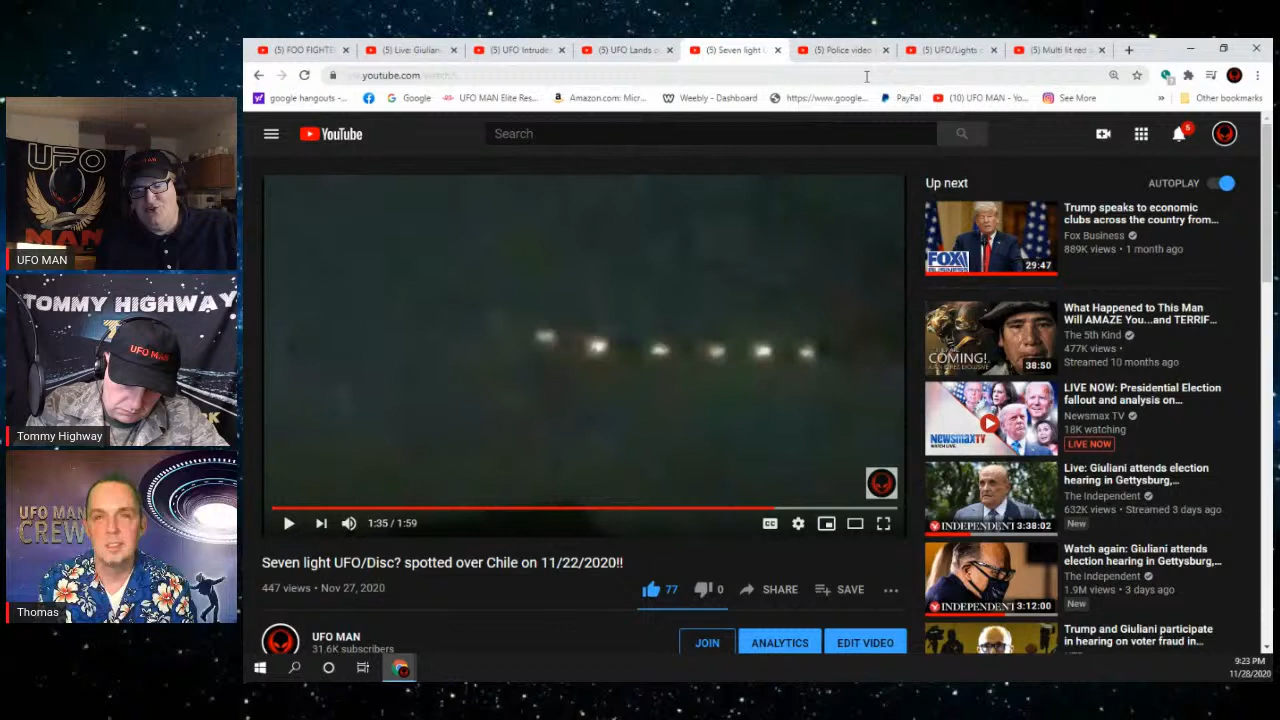 UFO
MAN
UFO MAN
TOMMY HIGHWAY
UFO MAN
Tommy Highway
UFO MAN
CREW
Thomas
(5) FOO FIGHTE
(5) Live: Giulian
(5) UFO Intrude
(5) UFO Lands o
(5) Seven light U
(5) Police video
(5) UFO/Lights o
(5) Multi lit red
youtube.com
google hangouts -...
Google
UFO MAN Elite Res...
Amazon.com: Micr...
Weebly - Dashboard
https://www.google...
PayPal
(10) UFO MAN - Yo...
See More
»
Other bookmarks
YouTube
Search
5
1:35 / 1:59
CC
Seven light UFO/Disc? spotted over Chile on 11/22/2020!!
447 views • Nov 27, 2020
77
0
SHARE
SAVE
UFO MAN
31.6K subscribers
JOIN
ANALYTICS
EDIT VIDEO
Up next
AUTOPLAY
FOX
29:47
Trump speaks to economic
clubs across the country from...
Fox Business
889K views • 1 month ago
COMING!
38:50
What Happened to This Man
Will AMAZE You...and TERRIF...
The 5th Kind
477K views •
Streamed 10 months ago
NEWSMAX TV
LIVE NOW: Presidential Election
fallout and analysis on...
Newsmax TV
18K watching
LIVE NOW
INDEPENDENT
3:38:02
Live: Giuliani attends election
hearing in Gettysburg,...
The Independent
632K views • Streamed 3 days ago
New
INDEPENDENT
3:12:00
Watch again: Giuliani attends
election hearing in Gettysburg,...
The Independent
1.9M views • 3 days ago
New
Trump and Giuliani participate
in hearing on voter fraud in...
9:23 PM
11/28/2020